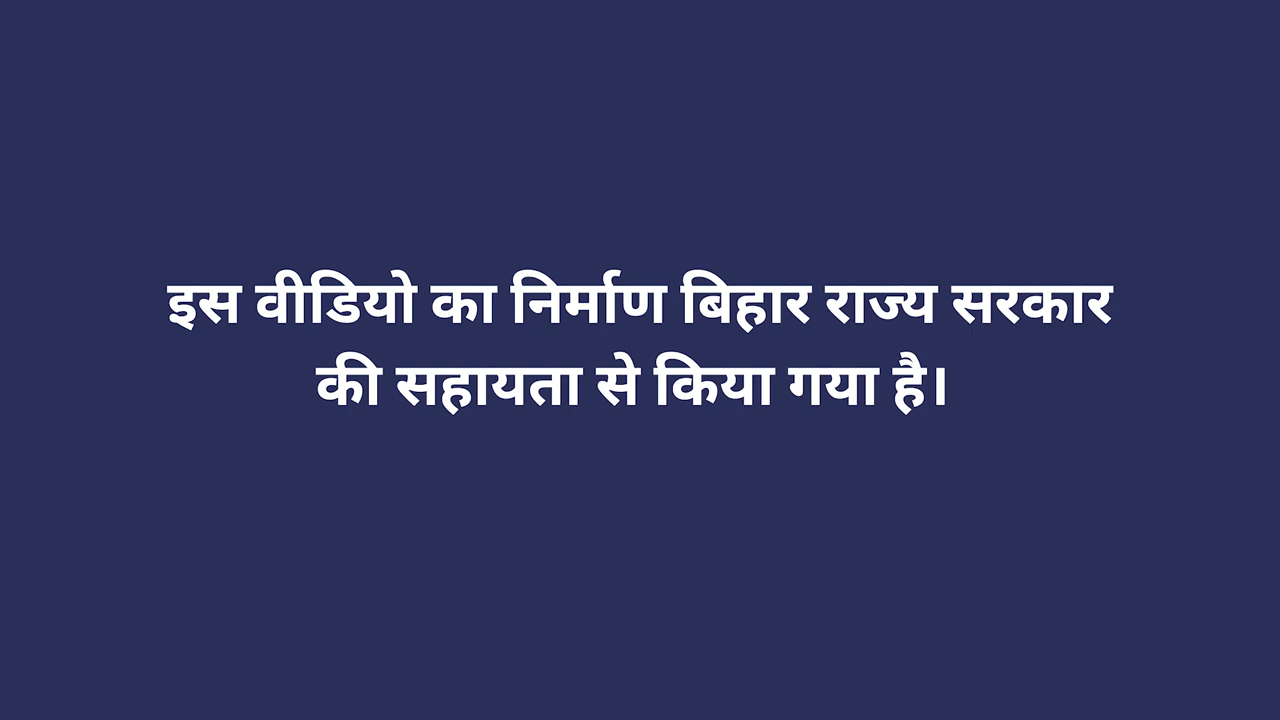 इस वीडियो का निर्माण बिहार राज्य सरकार
की सहायता से किया गया है।